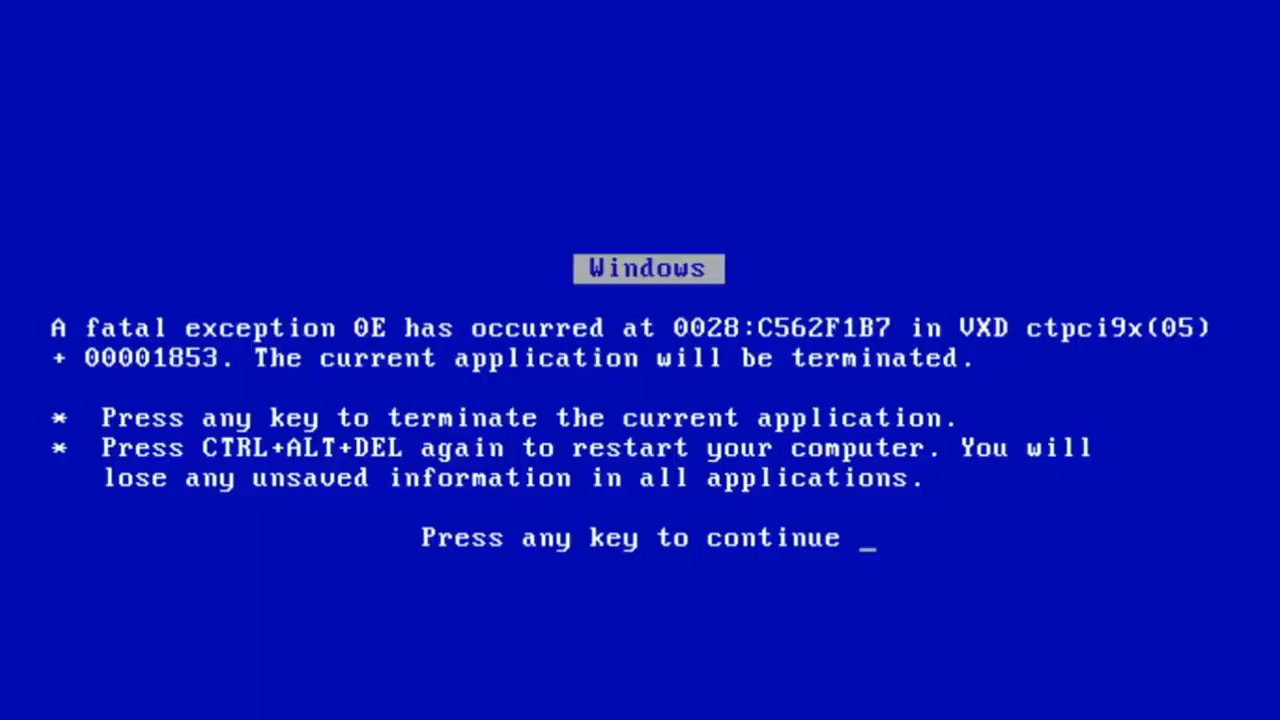 Windows
A fatal exception 0E has occurred at 0028:C562F1B7 in VXD ctpci9x(05)
+ 00001853. The current application will be terminated.
* Press any key to terminate the current application.
* Press CTRL+ALT+DEL again to restart your computer. You will
lose any unsaved information in all applications.
Press any key to continue _